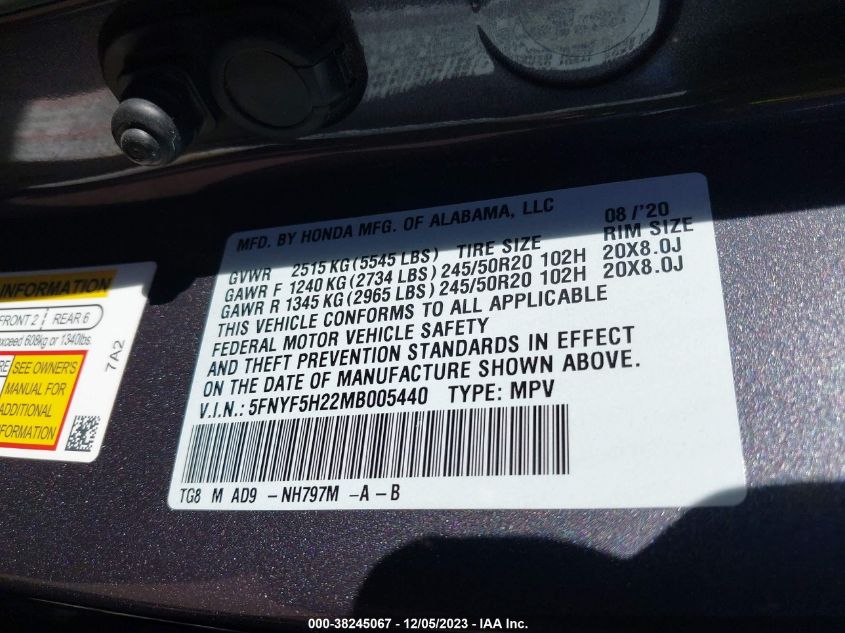 MFD. BY HONDA MFG. OF ALABAMA, LLC 08 /'20
GVWR 2515 KG (5545 LBS) TIRE SIZE RIM SIZE
GAWR F 1240 KG (2734 LBS) 245/50R20 102H 20X8.0J
GAWR R 1345 KG (2965 LBS) 245/50R20 102H 20X8.0J
THIS VEHICLE CONFORMS TO ALL APPLICABLE
FEDERAL MOTOR VEHICLE SAFETY
AND THEFT PREVENTION STANDARDS IN EFFECT
ON THE DATE OF MANUFACTURE SHOWN ABOVE.
V.I.N.: 5FNYF5H22MB005440 TYPE: MPV
TG8 M AD9 -NH797M -A-B
INFORMATION
FRONT 2 REAR 6
exceed 608kg or 1340lbs.
SEE OWNER'S
MANUAL FOR
ADDITIONAL
INFORMATION
7A2
000-38245067 - 12/05/2023 - IAA Inc.